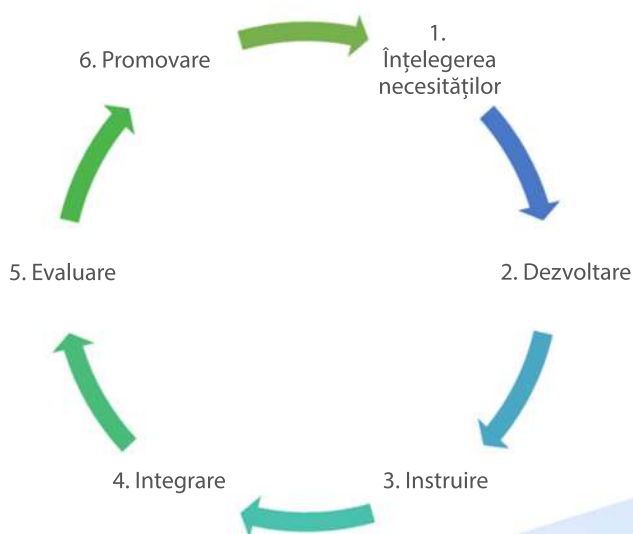 1.
Înțelegerea
necesităților
2. Dezvoltare
3. Instruire
4. Integrare
5. Evaluare
6. Promovare